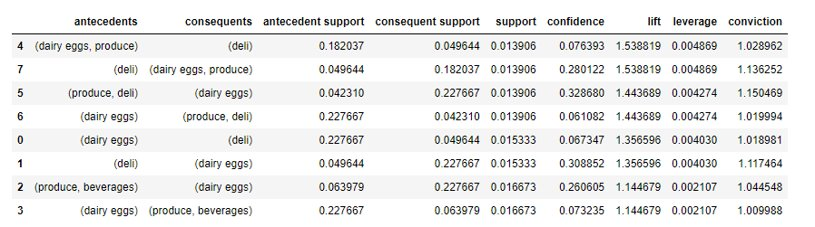 antecedents consequents antecedent support consequent support support confidence lift leverage conviction
4 (dairy eggs, produce) (deli) 0.182037 0.049644 0.013906 0.076393 1.538819 0.004869 1.028962
7 (deli) (dairy eggs, produce) 0.049644 0.182037 0.013906 0.280122 1.538819 0.004869 1.136252
5 (produce, deli) (dairy eggs) 0.042310 0.227667 0.013906 0.328680 1.443689 0.004274 1.150469
6 (dairy eggs) (produce, deli) 0.227667 0.042310 0.013906 0.061082 1.443689 0.004274 1.019994
0 (dairy eggs) (deli) 0.227667 0.049644 0.015333 0.067347 1.356596 0.004030 1.018981
1 (deli) (dairy eggs) 0.049644 0.227667 0.015333 0.308852 1.356596 0.004030 1.117464
2 (produce, beverages) (dairy eggs) 0.063979 0.227667 0.016673 0.260605 1.144679 0.002107 1.044548
3 (dairy eggs) (produce, beverages) 0.227667 0.063979 0.016673 0.073235 1.144679 0.002107 1.009988